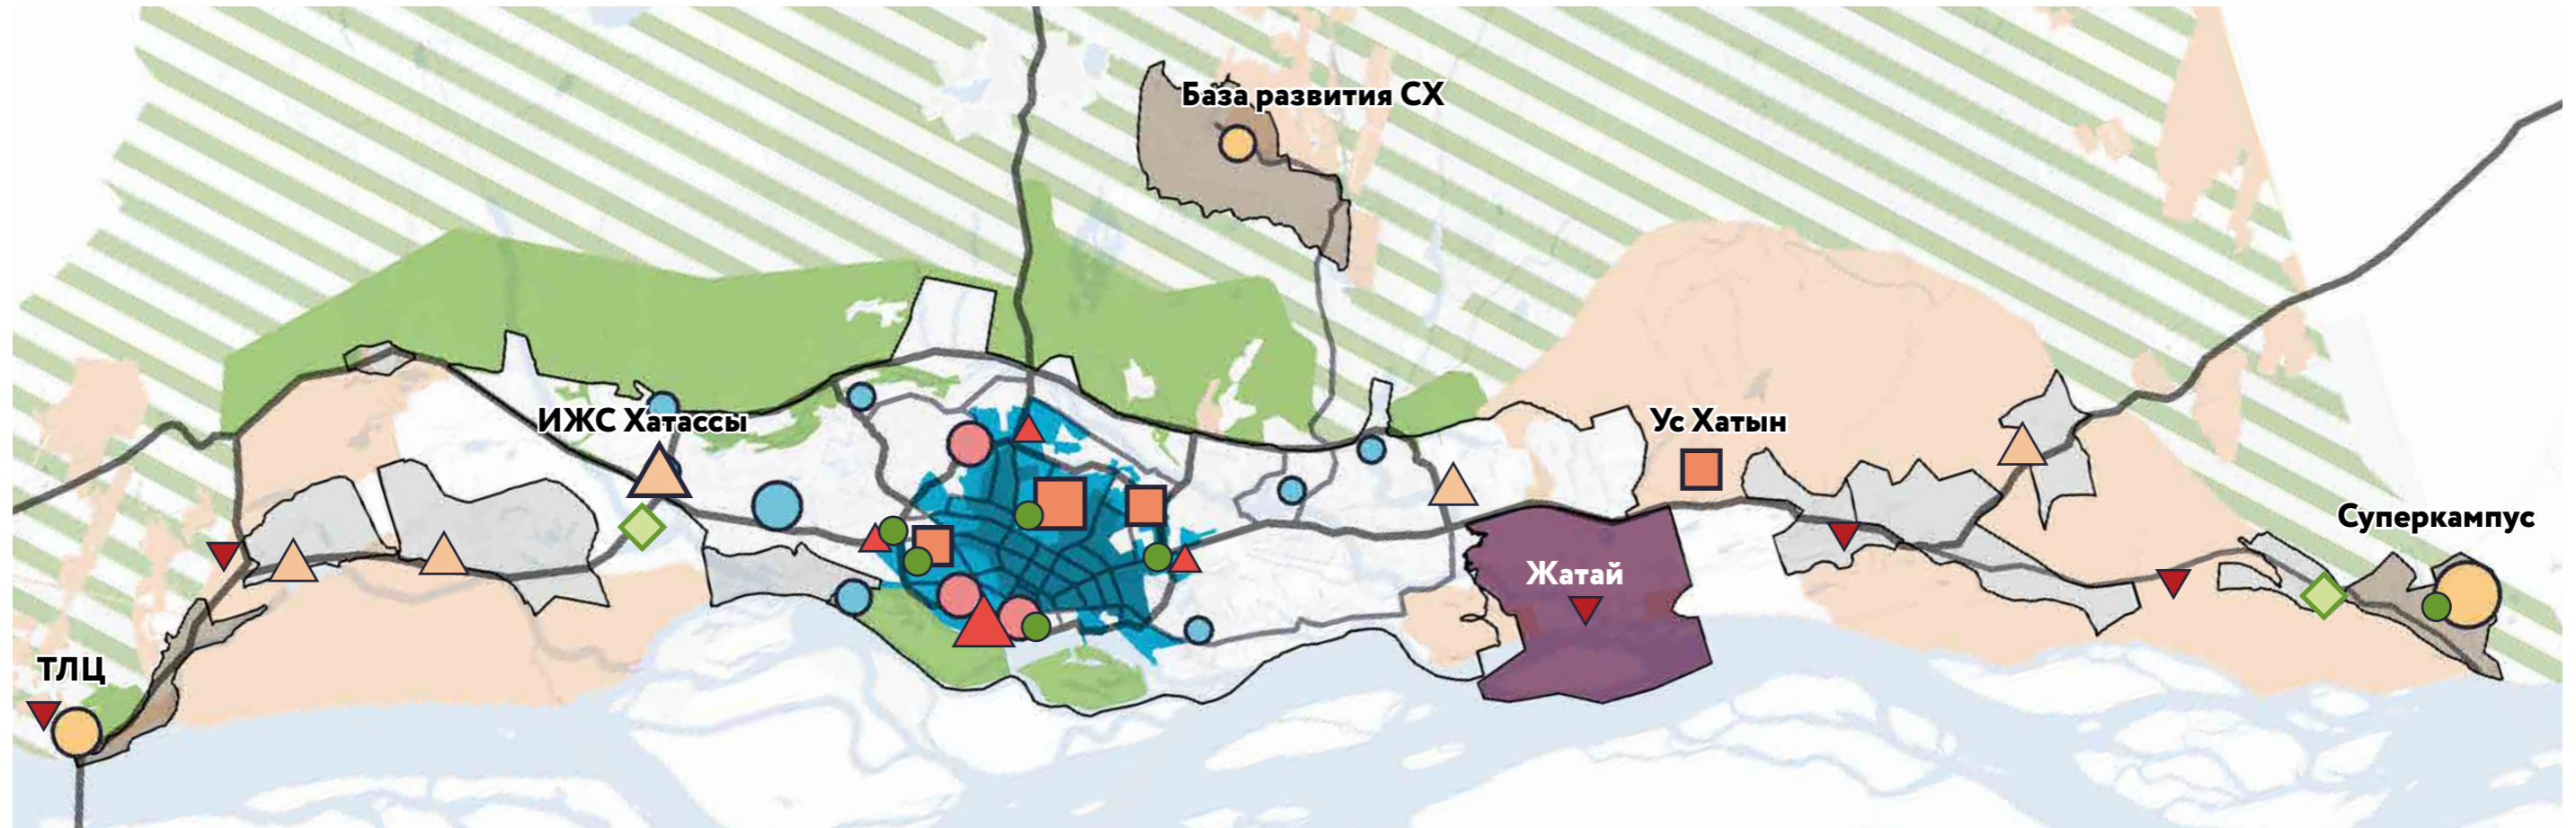 База развития СХ
ИЖС Хатассы
Ус Хатын
Суперкампус
Жатай
ТЛЦ